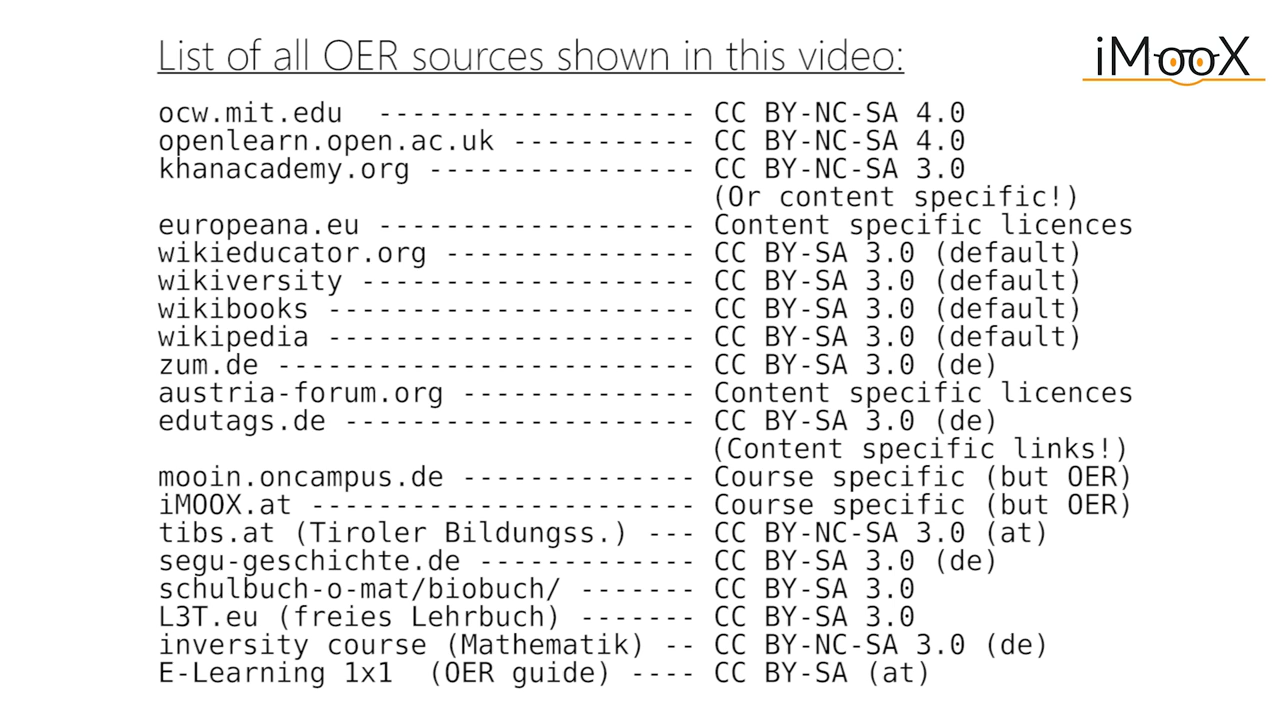 List of all OER sources shown in this video:
iMooX
ocw.mit.edu ------------------- CC BY-NC-SA 4.0
openlearn.open.ac.uk ----------- CC BY-NC-SA 4.0
khanacademy.org ---------------- CC BY-NC-SA 3.0
(Or content specific!)
europeana.eu ------------------- Content specific licences
wikieducator.org --------------- CC BY-SA 3.0 (default)
wikiversity -------------------- CC BY-SA 3.0 (default)
wikibooks ---------------------- CC BY-SA 3.0 (default)
wikipedia ---------------------- CC BY-SA 3.0 (default)
zum.de ------------------------- CC BY-SA 3.0 (de)
austria-forum.org -------------- Content specific licences
edutags.de --------------------- CC BY-SA 3.0 (de)
(Content specific links!)
mooin.oncampus.de -------------- Course specific (but OER)
iMOOX.at ----------------------- Course specific (but OER)
tibs.at (Tiroler Bildungss.) --- CC BY-NC-SA 3.0 (at)
segu-geschichte.de ------------- CC BY-SA 3.0 (de)
schulbuch-o-mat/biobuch/ ------- CC BY-SA 3.0
L3T.eu (freies Lehrbuch) ------- CC BY-SA 3.0
inversity course (Mathematik) -- CC BY-NC-SA 3.0 (de)
E-Learning 1x1 (OER guide) ---- CC BY-SA (at)